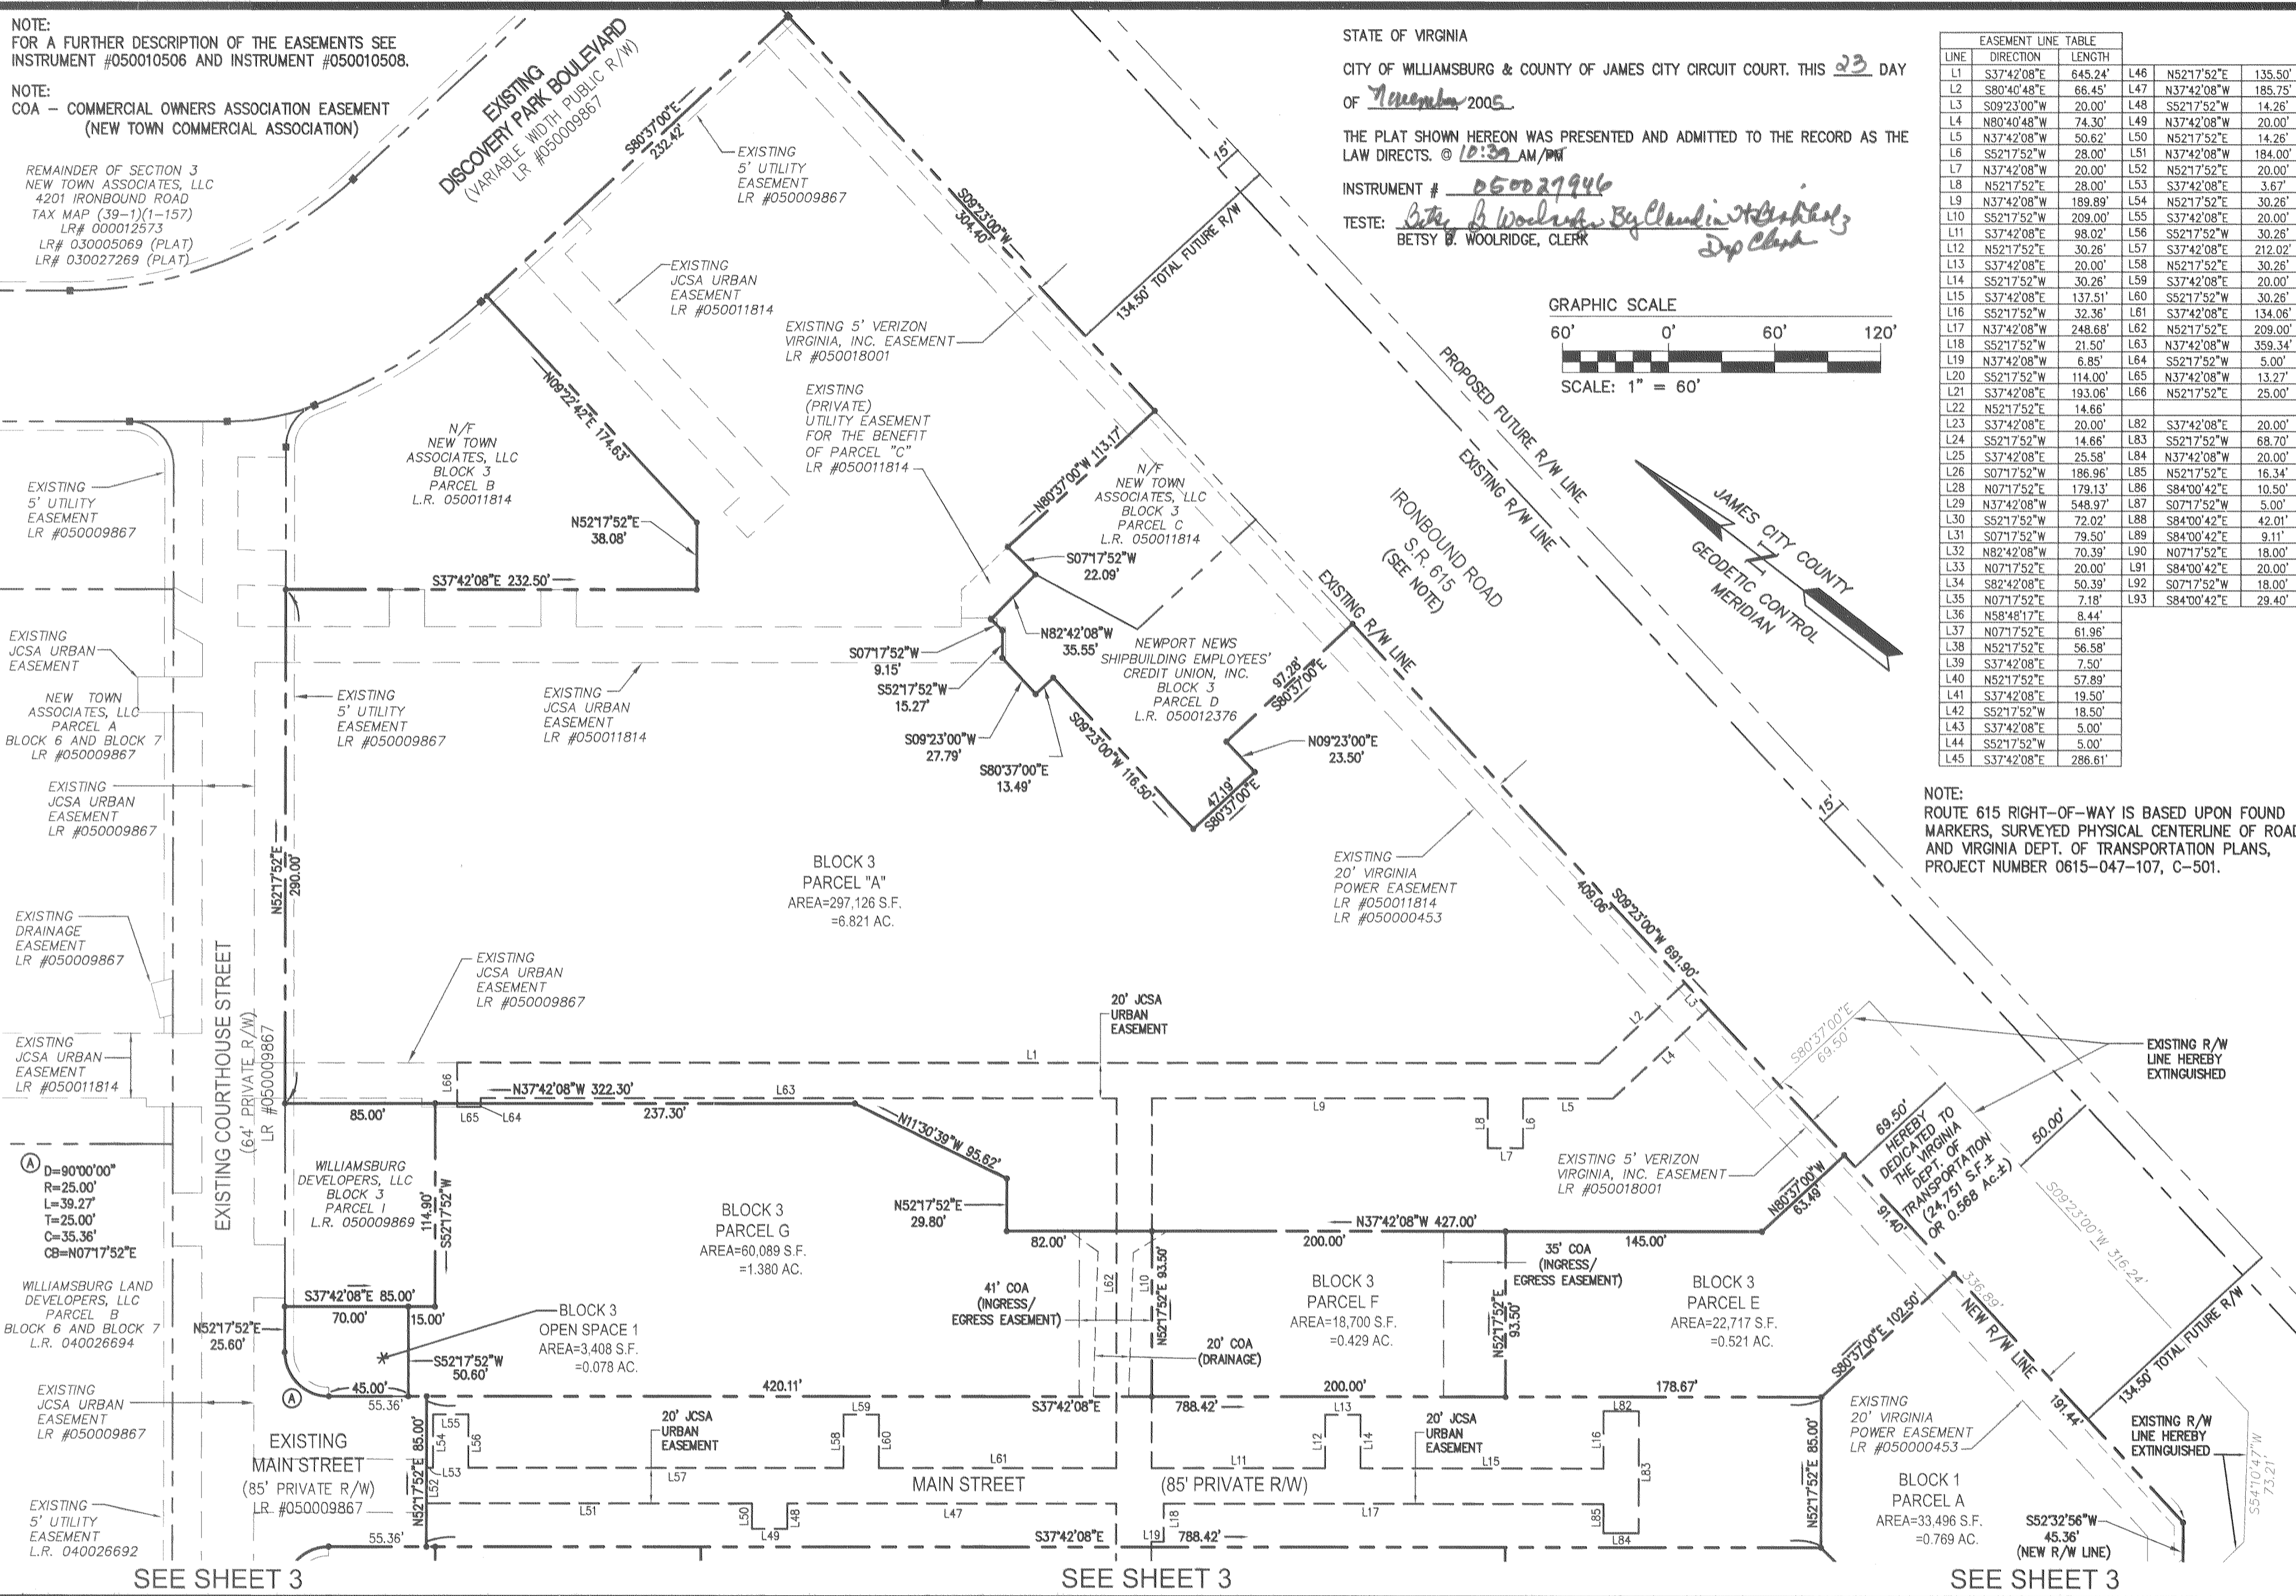 NOTE:
FOR A FURTHER DESCRIPTION OF THE EASEMENTS SEE
INSTRUMENT #050010506 AND INSTRUMENT #050010508.
NOTE:
COA – COMMERCIAL OWNERS ASSOCIATION EASEMENT
(NEW TOWN COMMERCIAL ASSOCIATION)
REMAINDER OF SECTION 3
NEW TOWN ASSOCIATES, LLC
4201 IRONBOUND ROAD
TAX MAP (39-1)(1-157)
LR# 000012573
LR# 030005069 (PLAT)
LR# 030027269 (PLAT)
EXISTING
DISCOVERY PARK BOULEVARD
(VARIABLE WIDTH PUBLIC R/W)
LR #050009867
S80°37'00"E
232.42'
EXISTING
5' UTILITY
EASEMENT
LR #050009867
EXISTING
JCSA URBAN
EASEMENT
LR #050011814
S09°23'00"W
304.40'
15'
134.50' TOTAL FUTURE R/W
EXISTING 5' VERIZON
VIRGINIA, INC. EASEMENT
LR #050018001
EXISTING
(PRIVATE)
UTILITY EASEMENT
FOR THE BENEFIT
OF PARCEL "C"
LR #050011814
STATE OF VIRGINIA
CITY OF WILLIAMSBURG & COUNTY OF JAMES CITY CIRCUIT COURT. THIS 23 DAY
OF November 2005.
THE PLAT SHOWN HEREON WAS PRESENTED AND ADMITTED TO THE RECORD AS THE
LAW DIRECTS. @ 10:39 AM/PM
INSTRUMENT # 050027946
TESTE: Betsy B. Woolridge By
BETSY B. WOOLRIDGE, CLERK
Dep Clerk
GRAPHIC SCALE
60' 0' 60' 120'
SCALE: 1" = 60'
EASEMENT LINE TABLE
LINE DIRECTION LENGTH
L1 S37°42'08"E 645.24' L46 N52°17'52"E 135.50'
L2 S80°40'48"E 66.45' L47 N37°42'08"W 185.75'
L3 S09°23'00"W 20.00' L48 S52°17'52"W 14.26'
L4 N80°40'48"W 74.30' L49 N37°42'08"W 20.00'
L5 N37°42'08"W 50.62' L50 N52°17'52"E 14.26'
L6 S52°17'52"W 28.00' L51 N37°42'08"W 184.00'
L7 N37°42'08"W 20.00' L52 N52°17'52"E 20.00'
L8 N52°17'52"E 28.00' L53 S37°42'08"E 3.67'
L9 N37°42'08"W 189.89' L54 N52°17'52"E 30.26'
L10 S52°17'52"W 209.00' L55 S37°42'08"E 20.00'
L11 S37°42'08"E 98.02' L56 S52°17'52"W 30.26'
L12 N52°17'52"E 30.26' L57 S37°42'08"E 212.02'
L13 S37°42'08"E 20.00' L58 N52°17'52"E 30.26'
L14 S52°17'52"W 30.26' L59 S37°42'08"E 20.00'
L15 S37°42'08"E 137.51' L60 S52°17'52"W 30.26'
L16 S52°17'52"W 32.36' L61 S37°42'08"E 134.06'
L17 N37°42'08"W 248.68' L62 N52°17'52"E 209.00'
L18 S52°17'52"W 21.50' L63 N37°42'08"W 359.34'
L19 N37°42'08"W 6.85' L64 S52°17'52"W 5.00'
L20 S52°17'52"W 114.00' L65 N37°42'08"W 13.27'
L21 S37°42'08"E 193.06' L66 N52°17'52"E 25.00'
L22 N52°17'52"E 14.66'
L23 S37°42'08"E 20.00' L82 S37°42'08"E 20.00'
L24 S52°17'52"W 14.66' L83 S52°17'52"W 68.70'
L25 S37°42'08"E 25.58' L84 N37°42'08"W 20.00'
L26 S07°17'52"W 186.96' L85 N52°17'52"E 16.34'
L28 N07°17'52"E 179.13' L86 S84°00'42"E 10.50'
L29 N37°42'08"W 548.97' L87 S07°17'52"W 5.00'
L30 S52°17'52"W 72.02' L88 S84°00'42"E 42.01'
L31 S07°17'52"W 79.50' L89 S84°00'42"E 9.11'
L32 N82°42'08"W 70.39' L90 N07°17'52"E 18.00'
L33 N07°17'52"E 20.00' L91 S84°00'42"E 20.00'
L34 S82°42'08"E 50.39' L92 S07°17'52"W 18.00'
L35 N07°17'52"E 7.18' L93 S84°00'42"E 29.40'
L36 N58°48'17"E 8.44'
L37 N07°17'52"E 61.96'
L38 N52°17'52"E 56.58'
L39 S37°42'08"E 7.50'
L40 N52°17'52"E 57.89'
L41 S37°42'08"E 19.50'
L42 S52°17'52"W 18.50'
L43 S37°42'08"E 5.00'
L44 S52°17'52"W 5.00'
L45 S37°42'08"E 286.61'
NOTE:
ROUTE 615 RIGHT-OF-WAY IS BASED UPON FOUND
MARKERS, SURVEYED PHYSICAL CENTERLINE OF ROAD
AND VIRGINIA DEPT. OF TRANSPORTATION PLANS,
PROJECT NUMBER 0615-047-107, C-501.
JAMES CITY COUNTY
GEODETIC CONTROL
MERIDIAN
N
PROPOSED FUTURE R/W LINE
EXISTING R/W LINE
IRONBOUND ROAD
S.R. 615
(SEE NOTE)
EXISTING R/W LINE
N09°22'42"E 174.63'
N/F
NEW TOWN
ASSOCIATES, LLC
BLOCK 3
PARCEL B
L.R. 050011814
N52°17'52"E
38.08'
S37°42'08"E 232.50'
EXISTING
5' UTILITY
EASEMENT
LR #050009867
EXISTING
JCSA URBAN
EASEMENT
NEW TOWN
ASSOCIATES, LLC
PARCEL A
BLOCK 6 AND BLOCK 7
LR #050009867
EXISTING
JCSA URBAN
EASEMENT
LR #050009867
EXISTING
5' UTILITY
EASEMENT
LR #050009867
EXISTING
JCSA URBAN
EASEMENT
LR #050011814
N80°37'00"W 113.17'
N/F
NEW TOWN
ASSOCIATES, LLC
BLOCK 3
PARCEL C
L.R. 050011814
S07°17'52"W
22.09'
N82°42'08"W
35.55'
S07°17'52"W
9.15'
S52°17'52"W
15.27'
S09°23'00"W
27.79'
S80°37'00"E
13.49'
NEWPORT NEWS
SHIPBUILDING EMPLOYEES'
CREDIT UNION, INC.
BLOCK 3
PARCEL D
L.R. 050012376
97.28'
S80°37'00"E
N09°23'00"E
23.50'
S09°23'00"W 116.50'
47.19'
S80°37'00"E
15'
BLOCK 3
PARCEL "A"
AREA=297,126 S.F.
=6.821 AC.
EXISTING
20' VIRGINIA
POWER EASEMENT
LR #050011814
LR #050000453
409.06'
S09°23'00"W 691.90'
N52°17'52"E
290.00'
EXISTING
DRAINAGE
EASEMENT
LR #050009867
EXISTING COURTHOUSE STREET
(64' PRIVATE R/W)
LR #050009867
EXISTING
JCSA URBAN
EASEMENT
LR #050009867
20' JCSA
URBAN
EASEMENT
L1
L2
L3
L4
EXISTING
JCSA URBAN
EASEMENT
LR #050011814
L66
N37°42'08"W 322.30'
L63
85.00'
L65
L64
237.30'
L9
L8
L7
L6
L5
N11°30'39"W 95.62'
S80°37'00"E
69.50'
EXISTING R/W
LINE HEREBY
EXTINGUISHED
69.50'
HEREBY
DEDICATED TO
THE VIRGINIA
DEPT. OF
TRANSPORTATION
(24,751 S.F.±
OR 0.568 Ac.±)
50.00'
S09°23'00"W 316.24'
A
D=90°00'00"
R=25.00'
L=39.27'
T=25.00'
C=35.36'
CB=N07°17'52"E
WILLIAMSBURG
DEVELOPERS, LLC
BLOCK 3
PARCEL I
L.R. 050009869
114.90'
S52°17'52"W
BLOCK 3
PARCEL G
AREA=60,089 S.F.
=1.380 AC.
N52°17'52"E
29.80'
EXISTING 5' VERIZON
VIRGINIA, INC. EASEMENT
LR #050018001
N80°37'00"W
63.49'
91.40'
82.00'
N37°42'08"W 427.00'
200.00'
145.00'
WILLIAMSBURG LAND
DEVELOPERS, LLC
PARCEL B
BLOCK 6 AND BLOCK 7
L.R. 040026694
N52°17'52"E
25.60'
S37°42'08"E 85.00'
70.00'
15.00'
BLOCK 3
OPEN SPACE 1
AREA=3,408 S.F.
=0.078 AC.
S52°17'52"W
50.60'
41' COA
(INGRESS/
EGRESS EASEMENT)
L62
L10
N52°17'52"E 93.50'
20' COA
(DRAINAGE)
BLOCK 3
PARCEL F
AREA=18,700 S.F.
=0.429 AC.
35' COA
(INGRESS/
EGRESS EASEMENT)
N52°17'52"E
93.50'
BLOCK 3
PARCEL E
AREA=22,717 S.F.
=0.521 AC.
S80°37'00"E 102.50'
336.89'
NEW R/W LINE
134.50' TOTAL FUTURE R/W
191.44'
EXISTING
JCSA URBAN
EASEMENT
LR #050009867
A
45.00'
55.36'
420.11'
S37°42'08"E
788.42'
200.00'
178.67'
EXISTING
MAIN STREET
(85' PRIVATE R/W)
LR #050009867
N52°17'52"E 85.00'
L55
L54
L56
L53
L52
20' JCSA
URBAN
EASEMENT
L57
L58
L59
L60
L61
MAIN STREET
(85' PRIVATE R/W)
L11
L12
L13
L14
20' JCSA
URBAN
EASEMENT
L15
L16
L82
L83
N52°17'52"E 85.00'
EXISTING
20' VIRGINIA
POWER EASEMENT
LR #050000453
EXISTING R/W
LINE HEREBY
EXTINGUISHED
S54°10'47"W
73.21'
BLOCK 1
PARCEL A
AREA=33,496 S.F.
=0.769 AC.
S52°32'56"W
45.36'
(NEW R/W LINE)
EXISTING
5' UTILITY
EASEMENT
L.R. 040026692
55.36'
L51
L50
L49
L48
L47
L18
L19
L17
L85
L84
S37°42'08"E
788.42'
SEE SHEET 3
SEE SHEET 3
SEE SHEET 3